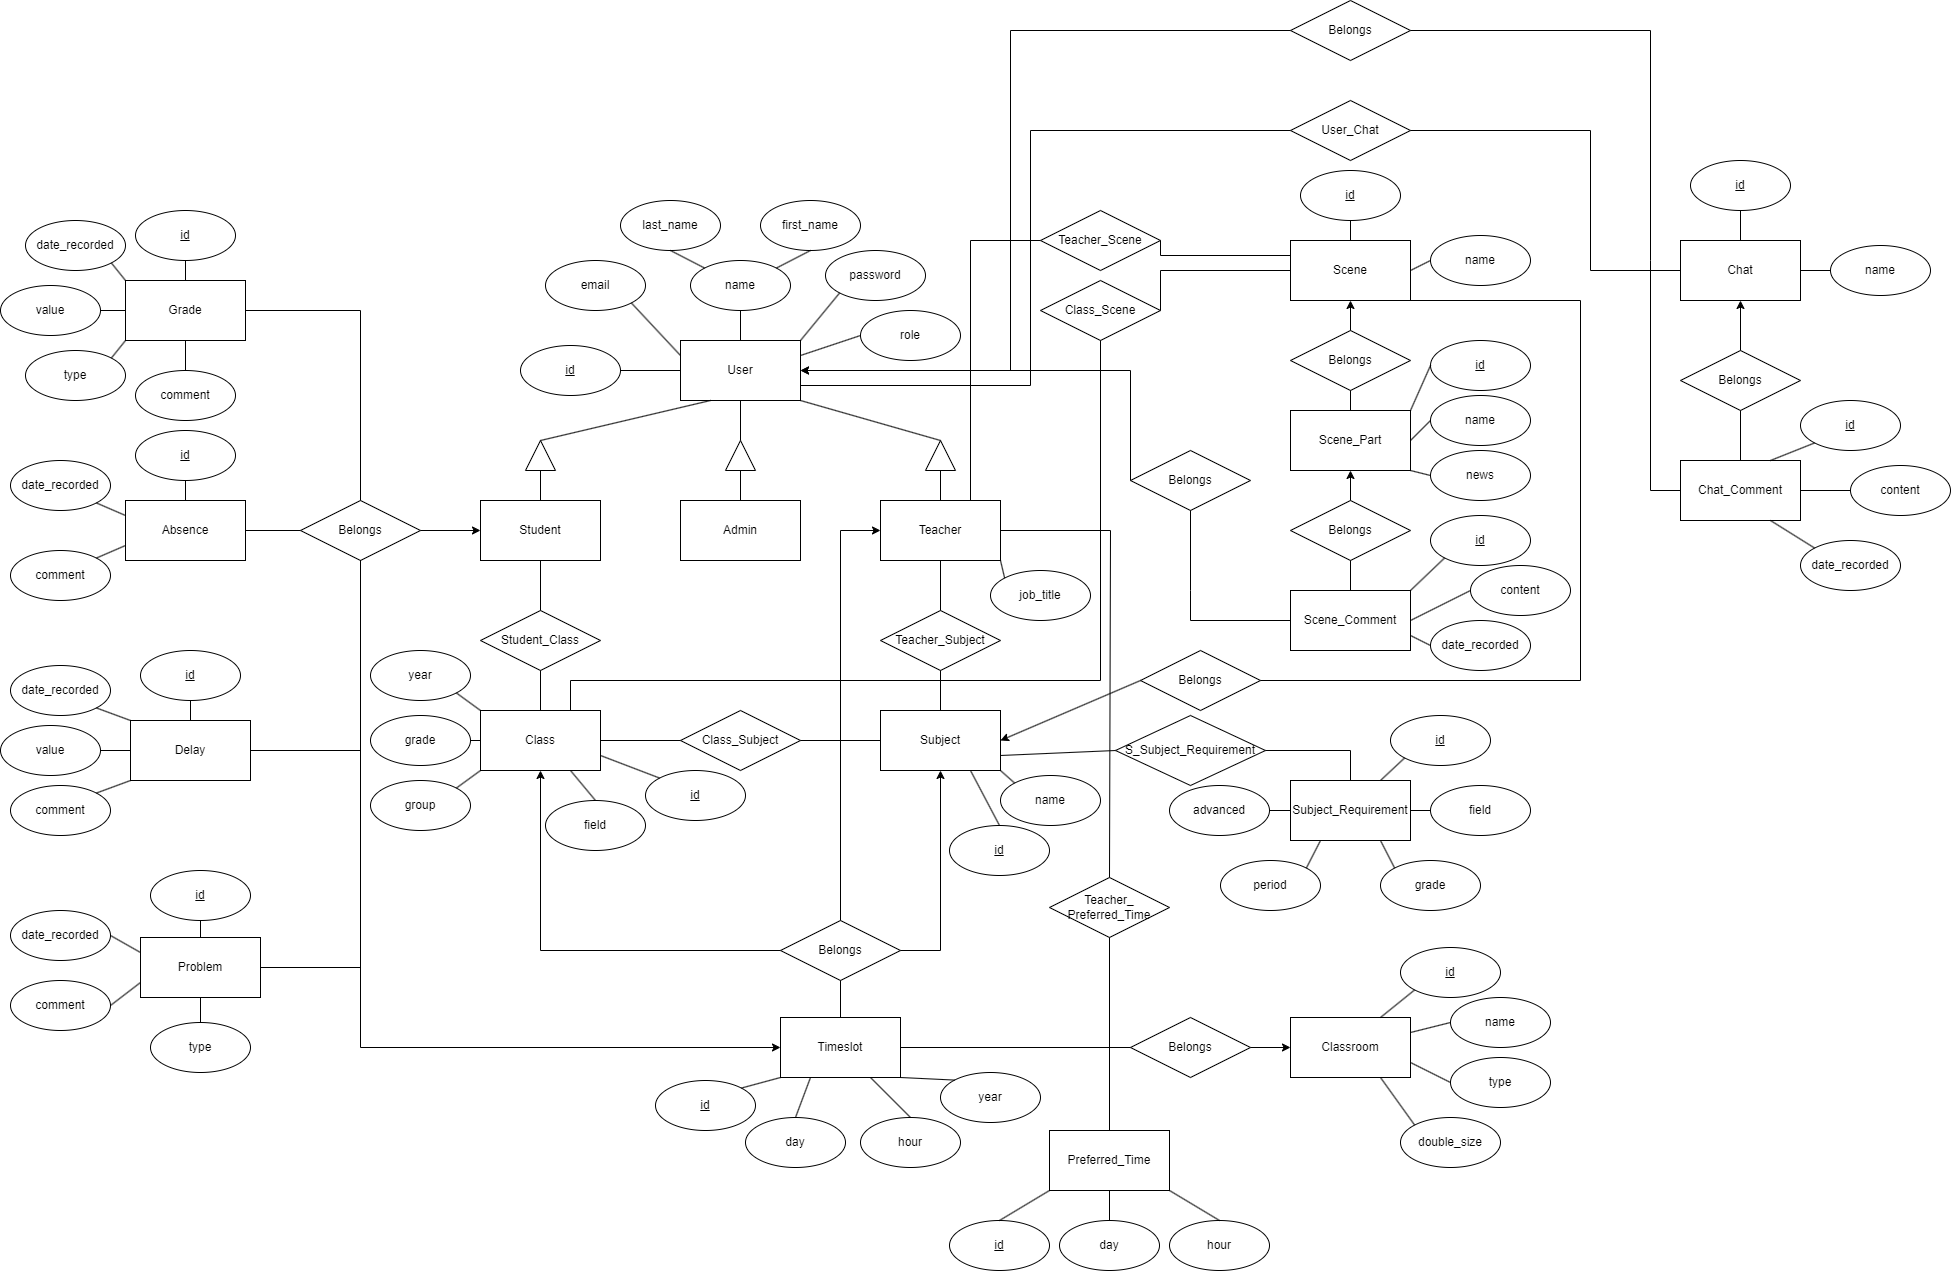 Belongs
User_Chat
id
id
last_name
first_name
id
date_recorded
Teacher_Scene
Scene
name
Chat
name
email
name
password
value
Grade
Class_Scene
role
type
comment
id
User
Belongs
id
Belongs
name
id
id
date_recorded
Belongs
Scene_Part
news
Chat_Comment
content
Absence
Belongs
Student
Admin
Teacher
Belongs
id
date_recorded
comment
job_title
content
Scene_Comment
date_recorded
Student_Class
Teacher_Subject
id
date_recorded
year
Belongs
value
Delay
grade
Class
Class_Subject
Subject
S_Subject_Requirement
id
comment
group
id
field
name
id
advanced
Subject_Requirement
field
period
grade
id
date_recorded
Problem
comment
type
Belongs
Teacher_
Preferred_Time
id
name
Timeslot
Belongs
Classroom
type
id
day
hour
year
double_size
Preferred_Time
id
day
hour